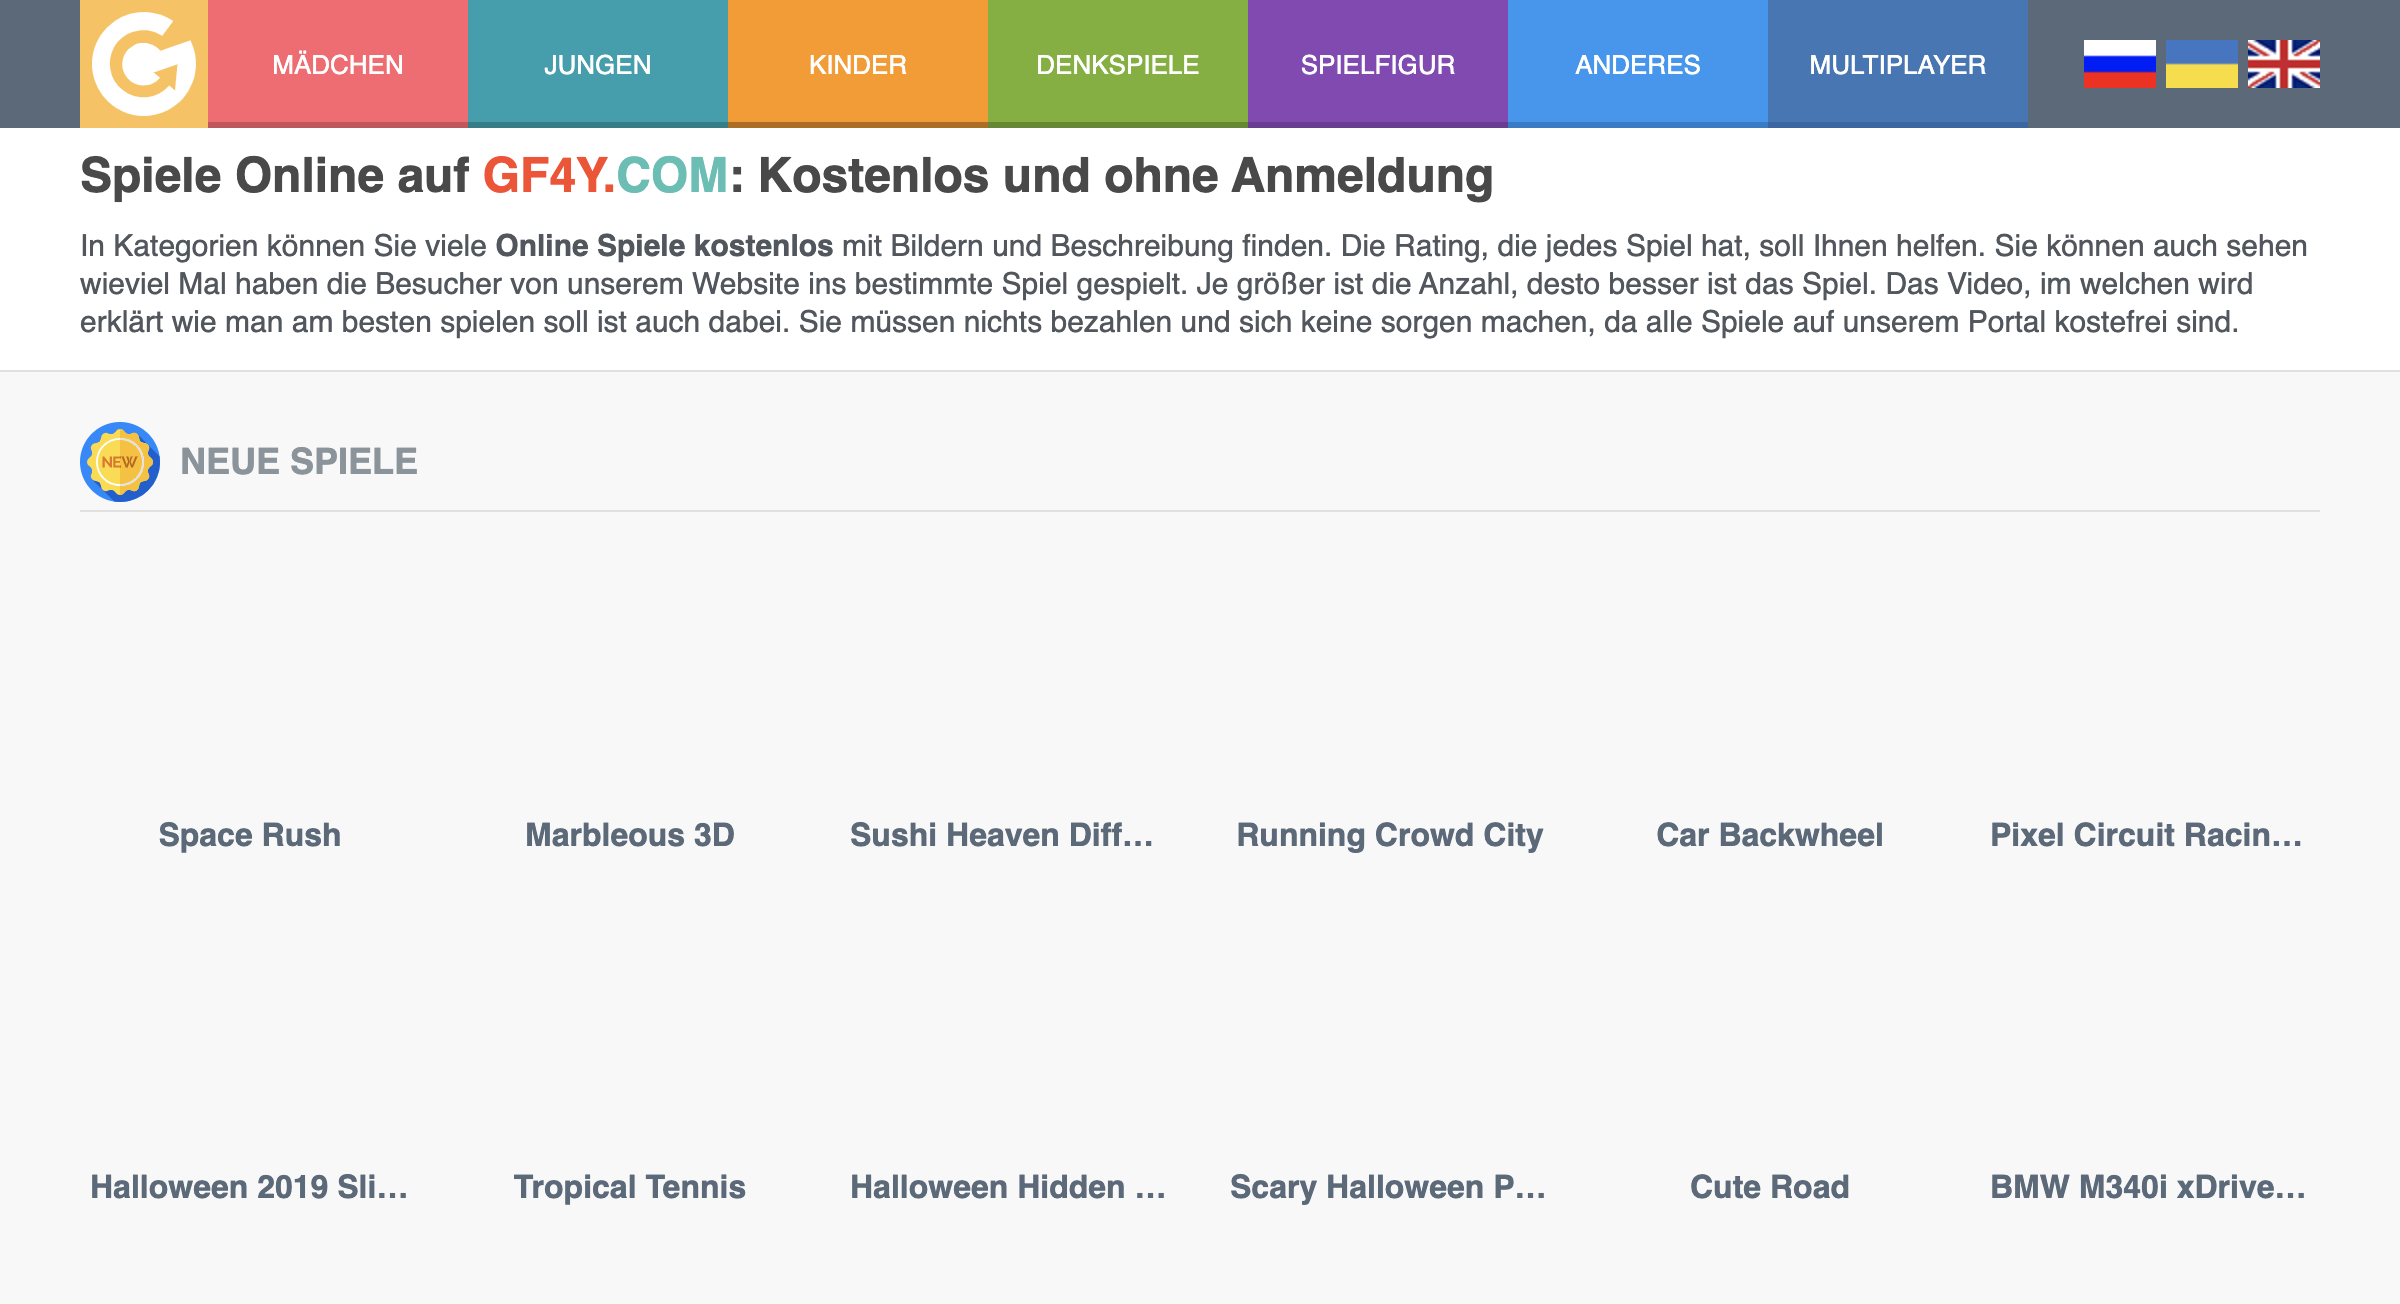 MÄDCHEN JUNGEN KINDER DENKSPIELE SPIELFIGUR ANDERES MULTIPLAYER
Spiele Online auf GF4Y.COM: Kostenlos und ohne Anmeldung
In Kategorien können Sie viele Online Spiele kostenlos mit Bildern und Beschreibung finden. Die Rating, die jedes Spiel hat, soll Ihnen helfen. Sie können auch sehen
wieviel Mal haben die Besucher von unserem Website ins bestimmte Spiel gespielt. Je größer ist die Anzahl, desto besser ist das Spiel. Das Video, im welchen wird
erklärt wie man am besten spielen soll ist auch dabei. Sie müssen nichts bezahlen und sich keine sorgen machen, da alle Spiele auf unserem Portal kostefrei sind.
NEW NEUE SPIELE
Space Rush Marbleous 3D Sushi Heaven Diff... Running Crowd City Car Backwheel Pixel Circuit Racin...
Halloween 2019 Sli... Tropical Tennis Halloween Hidden ... Scary Halloween P... Cute Road BMW M340i xDrive...